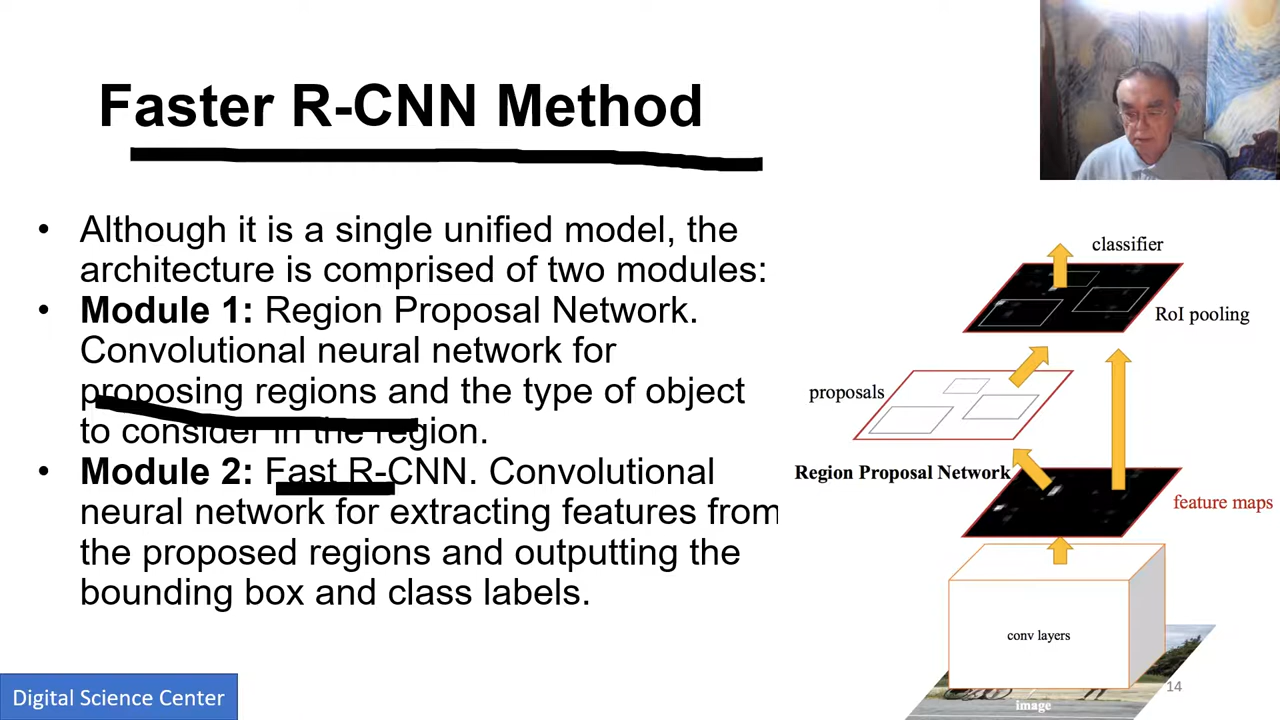 Faster R-CNN Method
• Although it is a single unified model, the
architecture is comprised of two modules:
• Module 1: Region Proposal Network.
Convolutional neural network for
proposing regions and the type of object
to consider in the region.
• Module 2: Fast R-CNN. Convolutional
neural network for extracting features from
the proposed regions and outputting the
bounding box and class labels.
classifier
RoI pooling
proposals
Region Proposal Network
feature maps
conv layers
image
14
Digital Science Center